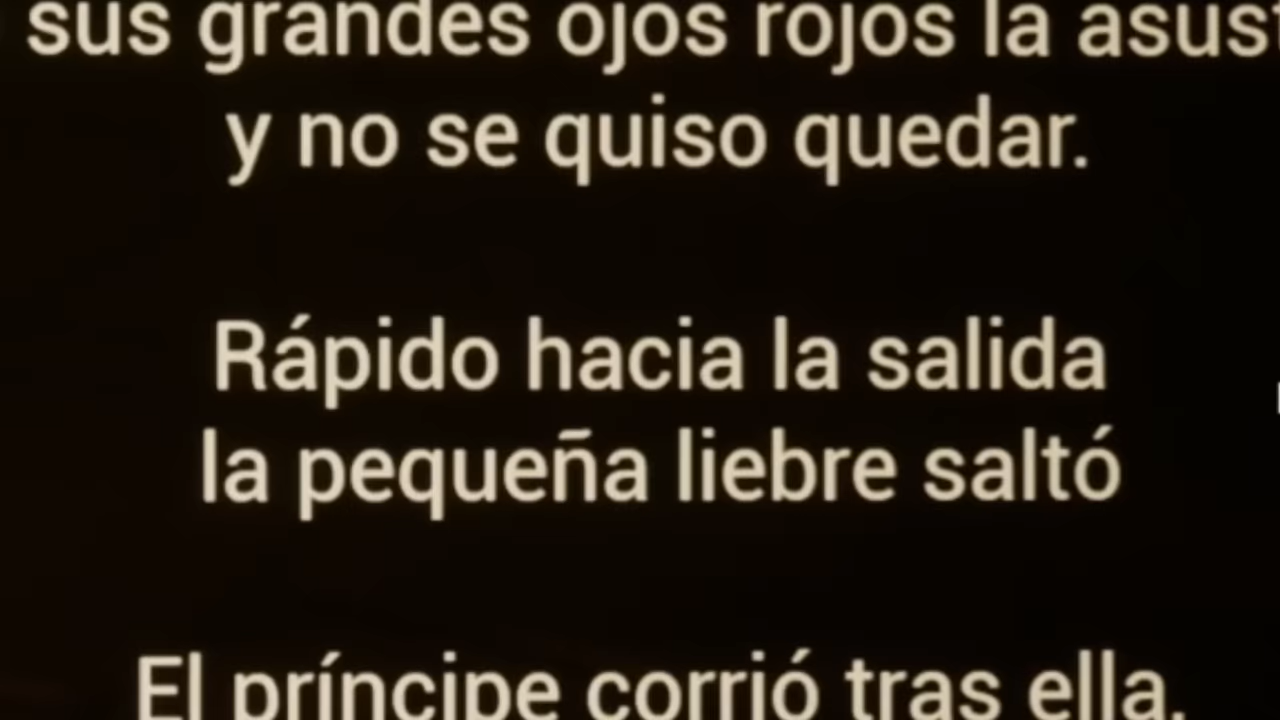 sus grandes ojos rojos la
y no se quiso quedar.
Rápido hacia la salida
la pequeña liebre saltó
El príncipe corrió tras ella.